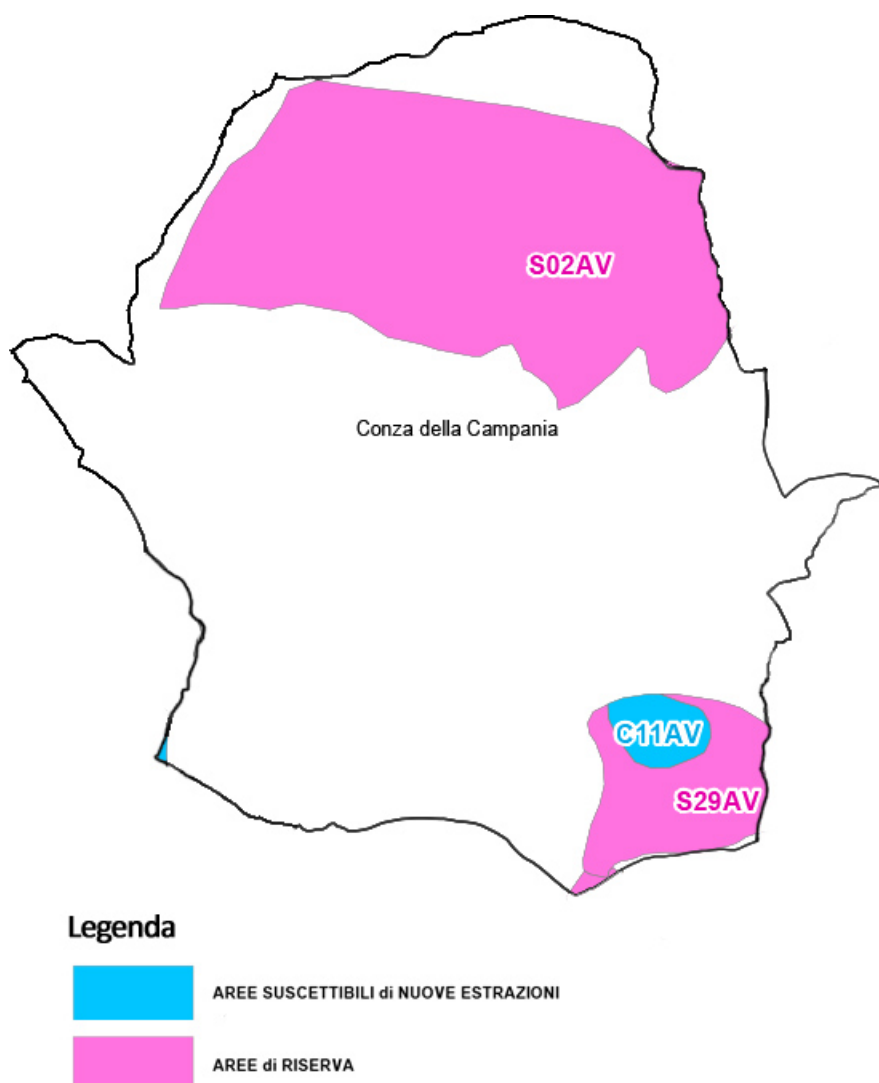 S02AV
Conza della Campania
C11AV
S29AV
Legenda
AREE SUSCETTIBILI di NUOVE ESTRAZIONI
AREE di RISERVA